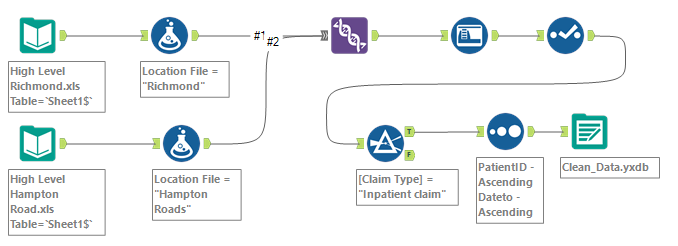 #1
#2
High Level
Richmond.xls
Table=`Sheet1$`
Location File =
"Richmond"
High Level
Hampton
Road.xls
Table=`Sheet1$`
Location File =
"Hampton
Roads"
T
F
[Claim Type] =
"Inpatient claim"
PatientID -
Ascending
Dateto -
Ascending
Clean_Data.yxdb